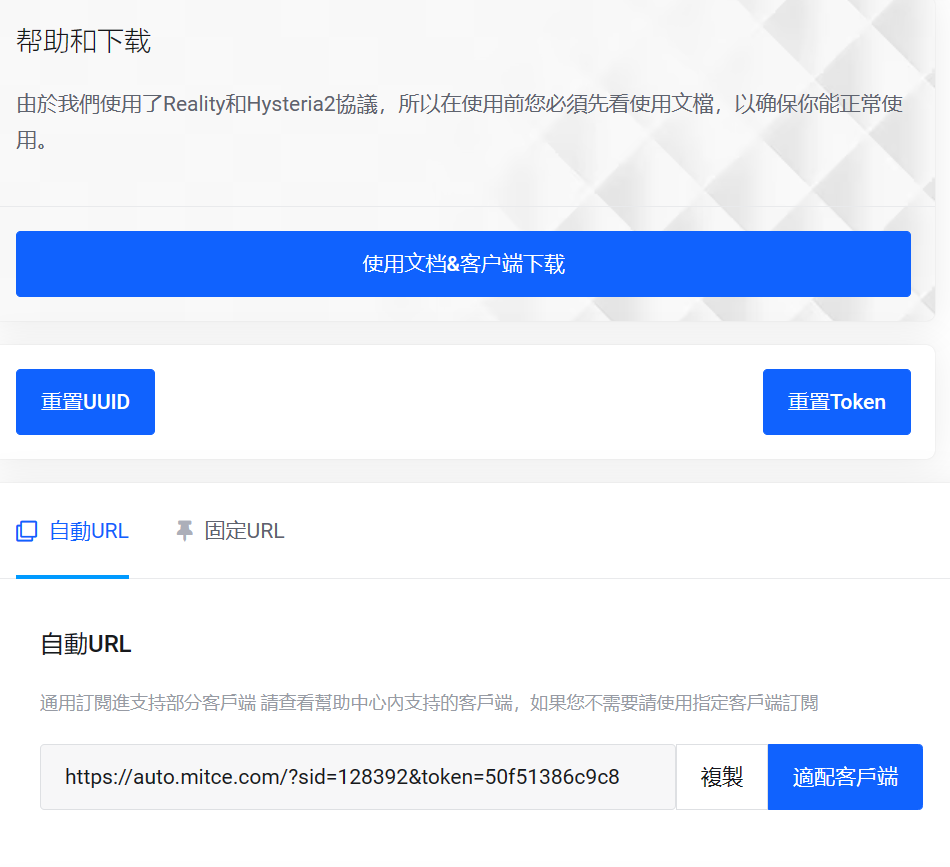 帮助和下载
由於我們使用了Reality和Hysteria2協議，所以在使用前您必須先看使用文檔，以确保你能正常使
用。
使用文档&客户端下载
重置UUID
重置Token
自動URL
固定URL
自動URL
通用訂閱進支持部分客戶端 請查看幫助中心內支持的客戶端，如果您不需要請使用指定客戶端訂閱
https://auto.mitce.com/?sid=128392&token=50f51386c9c8
複製
適配客戶端